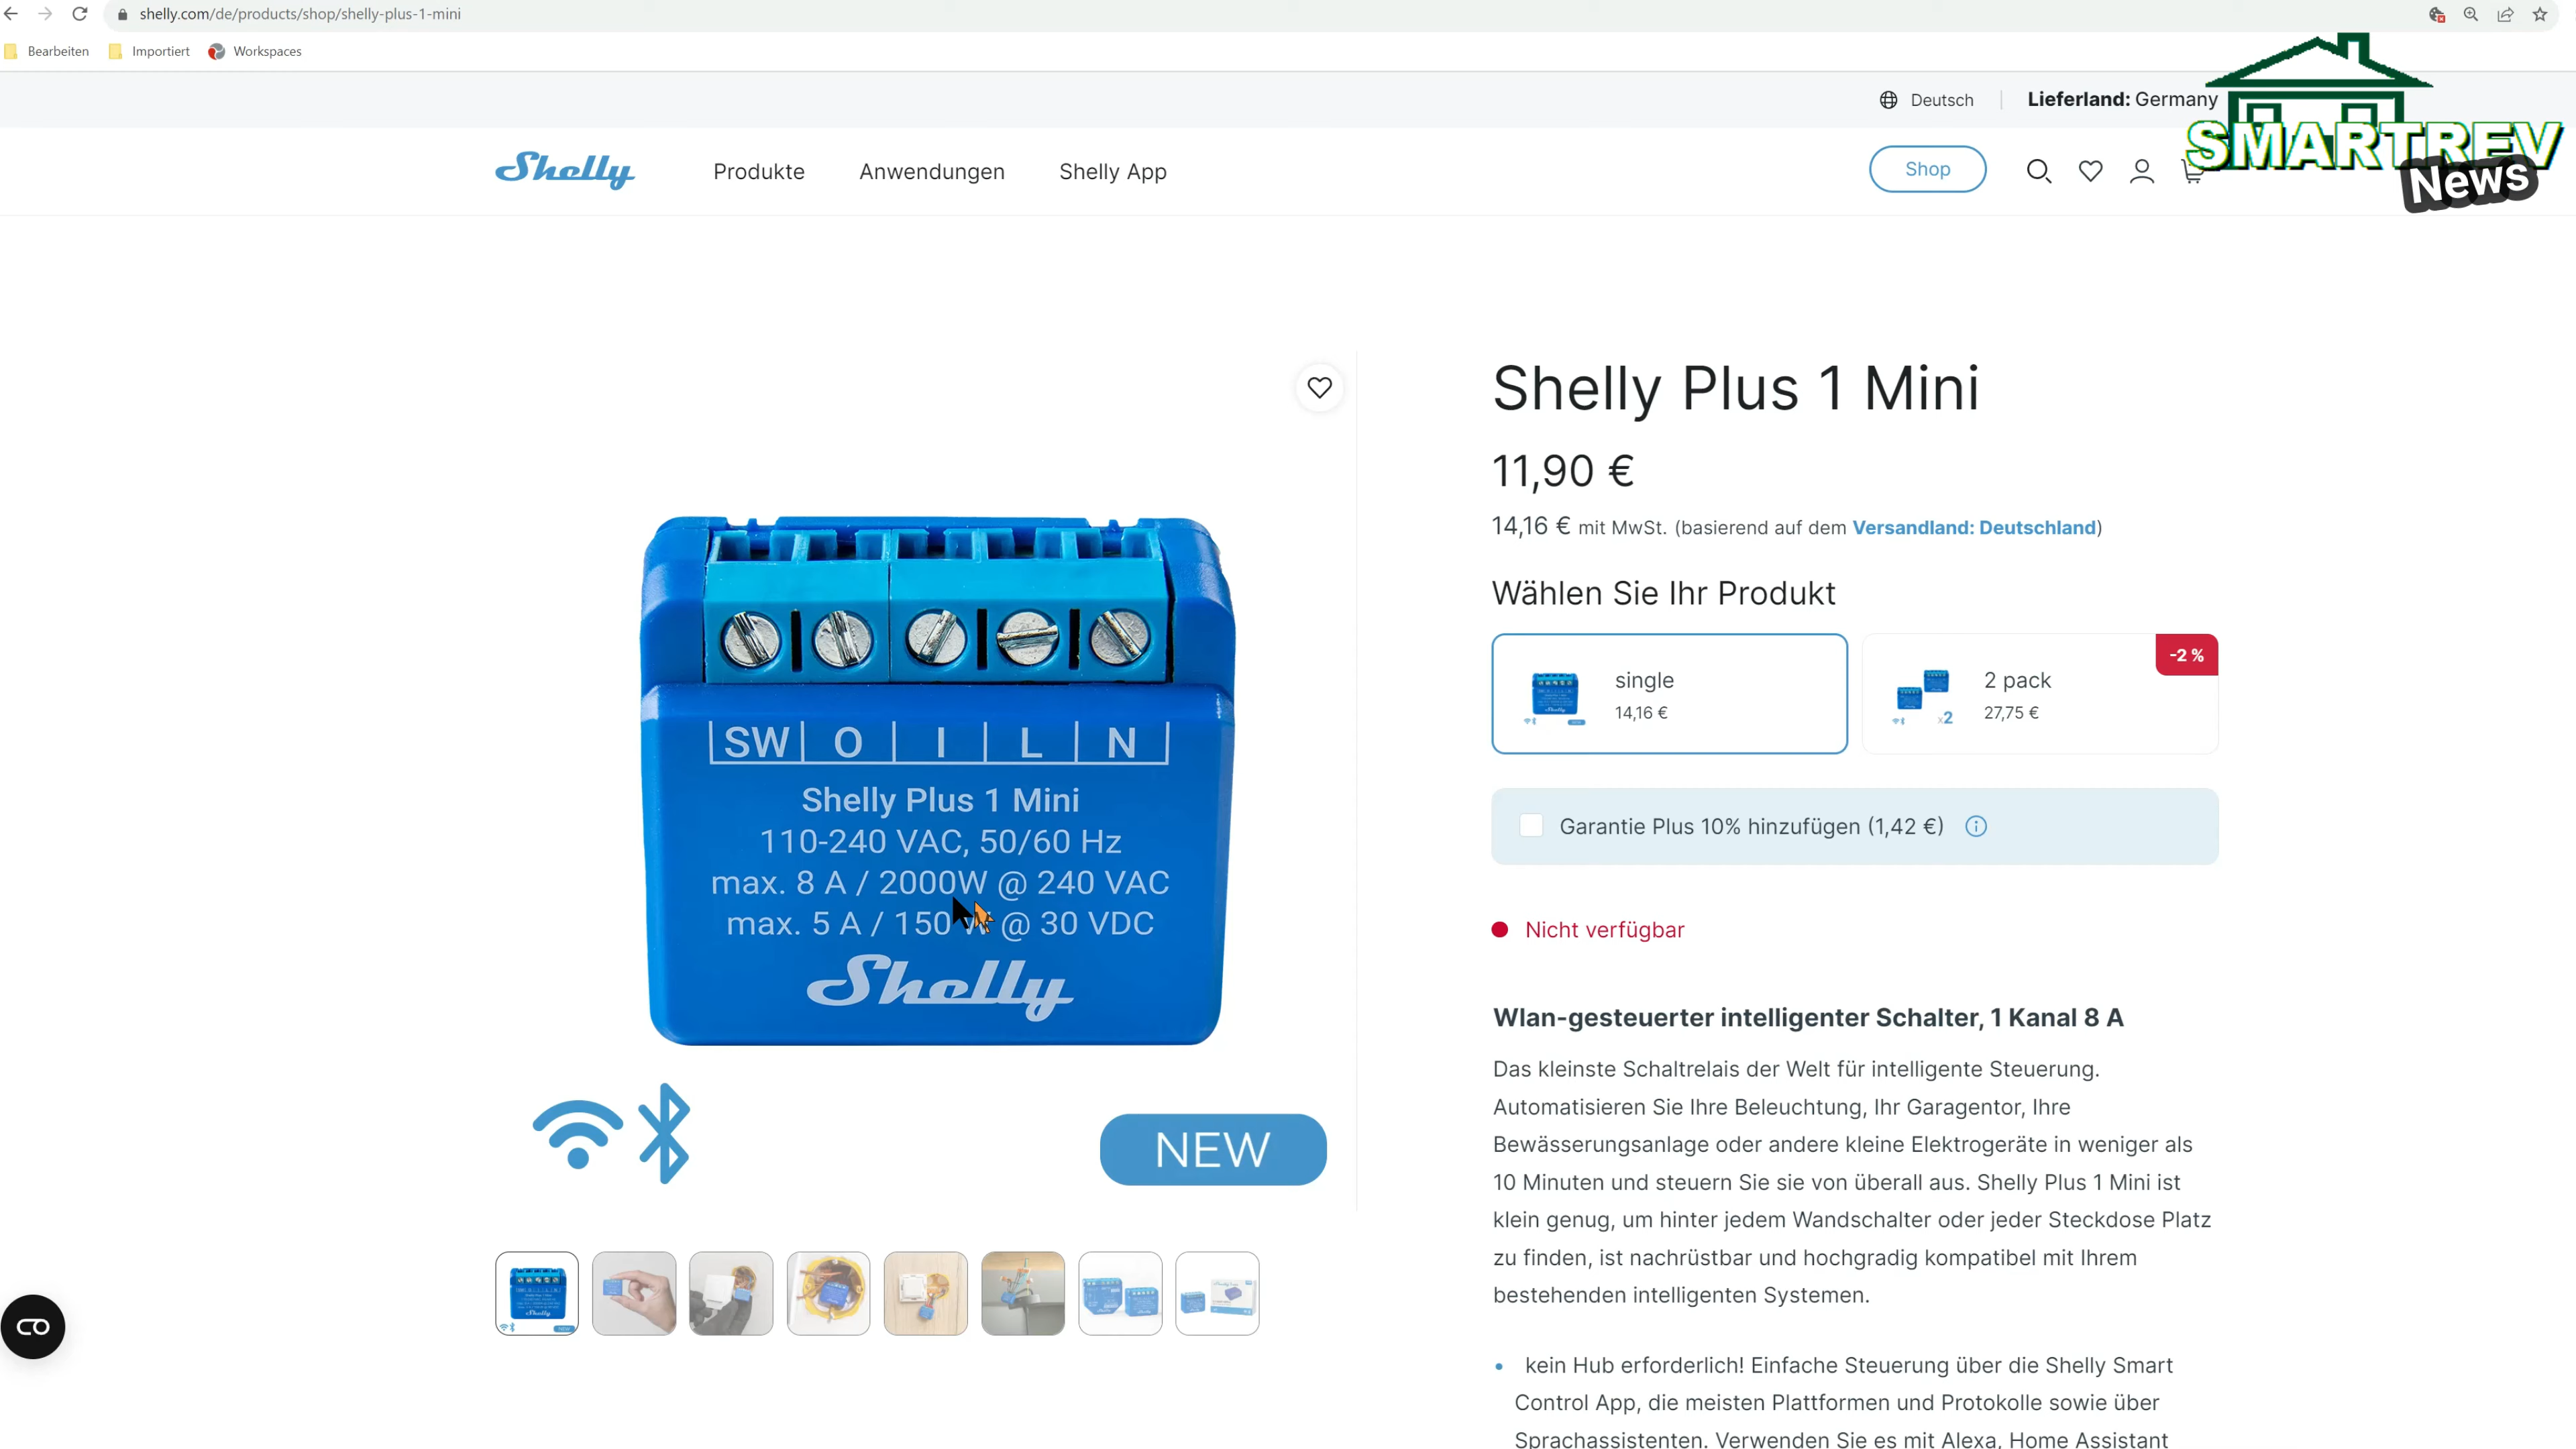 shelly.com/de/products/shop/shelly-plus-1-mini
Bearbeiten
Importiert
Workspaces
Deutsch
Lieferland: Germany
SMARTREV
News
Shelly
Produkte
Anwendungen
Shelly App
Shop
Shelly Plus 1 Mini
11,90 €
14,16 € mit MwSt. (basierend auf dem Versandland: Deutschland)
Wählen Sie Ihr Produkt
single
14,16 €
x2
2 pack
27,75 €
-2 %
Garantie Plus 10% hinzufügen (1,42 €)
Nicht verfügbar
SW O I L N
Shelly Plus 1 Mini
110-240 VAC, 50/60 Hz
max. 8 A / 2000W @ 240 VAC
max. 5 A / 150W @ 30 VDC
Shelly
NEW
Wlan-gesteuerter intelligenter Schalter, 1 Kanal 8 A
Das kleinste Schaltrelais der Welt für intelligente Steuerung.
Automatisieren Sie Ihre Beleuchtung, Ihr Garagentor, Ihre
Bewässerungsanlage oder andere kleine Elektrogeräte in weniger als
10 Minuten und steuern Sie sie von überall aus. Shelly Plus 1 Mini ist
klein genug, um hinter jedem Wandschalter oder jeder Steckdose Platz
zu finden, ist nachrüstbar und hochgradig kompatibel mit Ihrem
bestehenden intelligenten Systemen.
• kein Hub erforderlich! Einfache Steuerung über die Shelly Smart
Control App, die meisten Plattformen und Protokolle sowie über
Sprachassistenten. Verwenden Sie es mit Alexa, Home Assistant